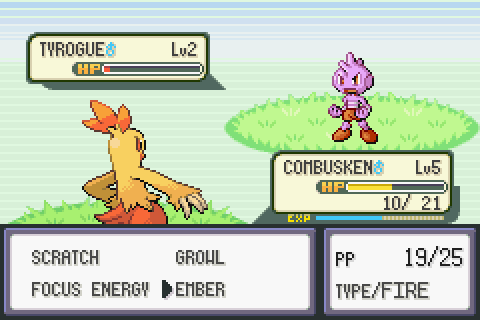 TYROGUE♂ Lv2
HP
COMBUSKEN♂ Lv5
HP
10/ 21
EXP
SCRATCH GROWL
FOCUS ENERGY EMBER
PP 19/25
TYPE/FIRE